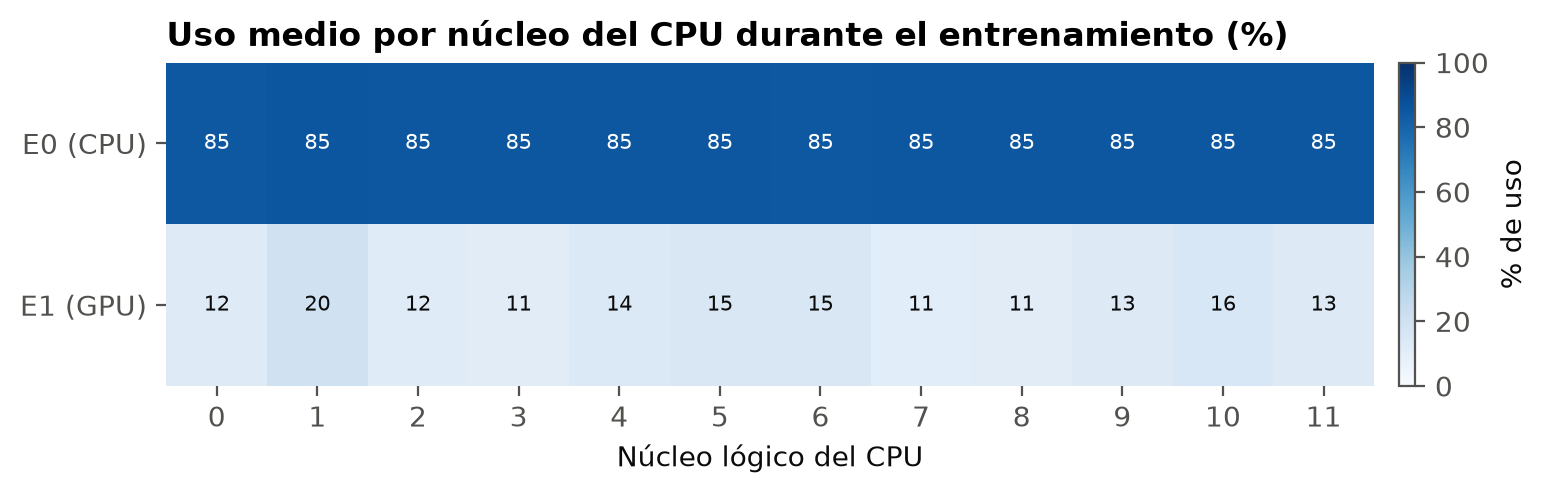 Uso medio por núcleo del CPU durante el entrenamiento (%)
E0 (CPU) 85 85 85 85 85 85 85 85 85 85 85 85
E1 (GPU) 12 20 12 11 14 15 15 11 11 13 16 13
0 1 2 3 4 5 6 7 8 9 10 11
Núcleo lógico del CPU
100
80
60
40
20
0
% de uso